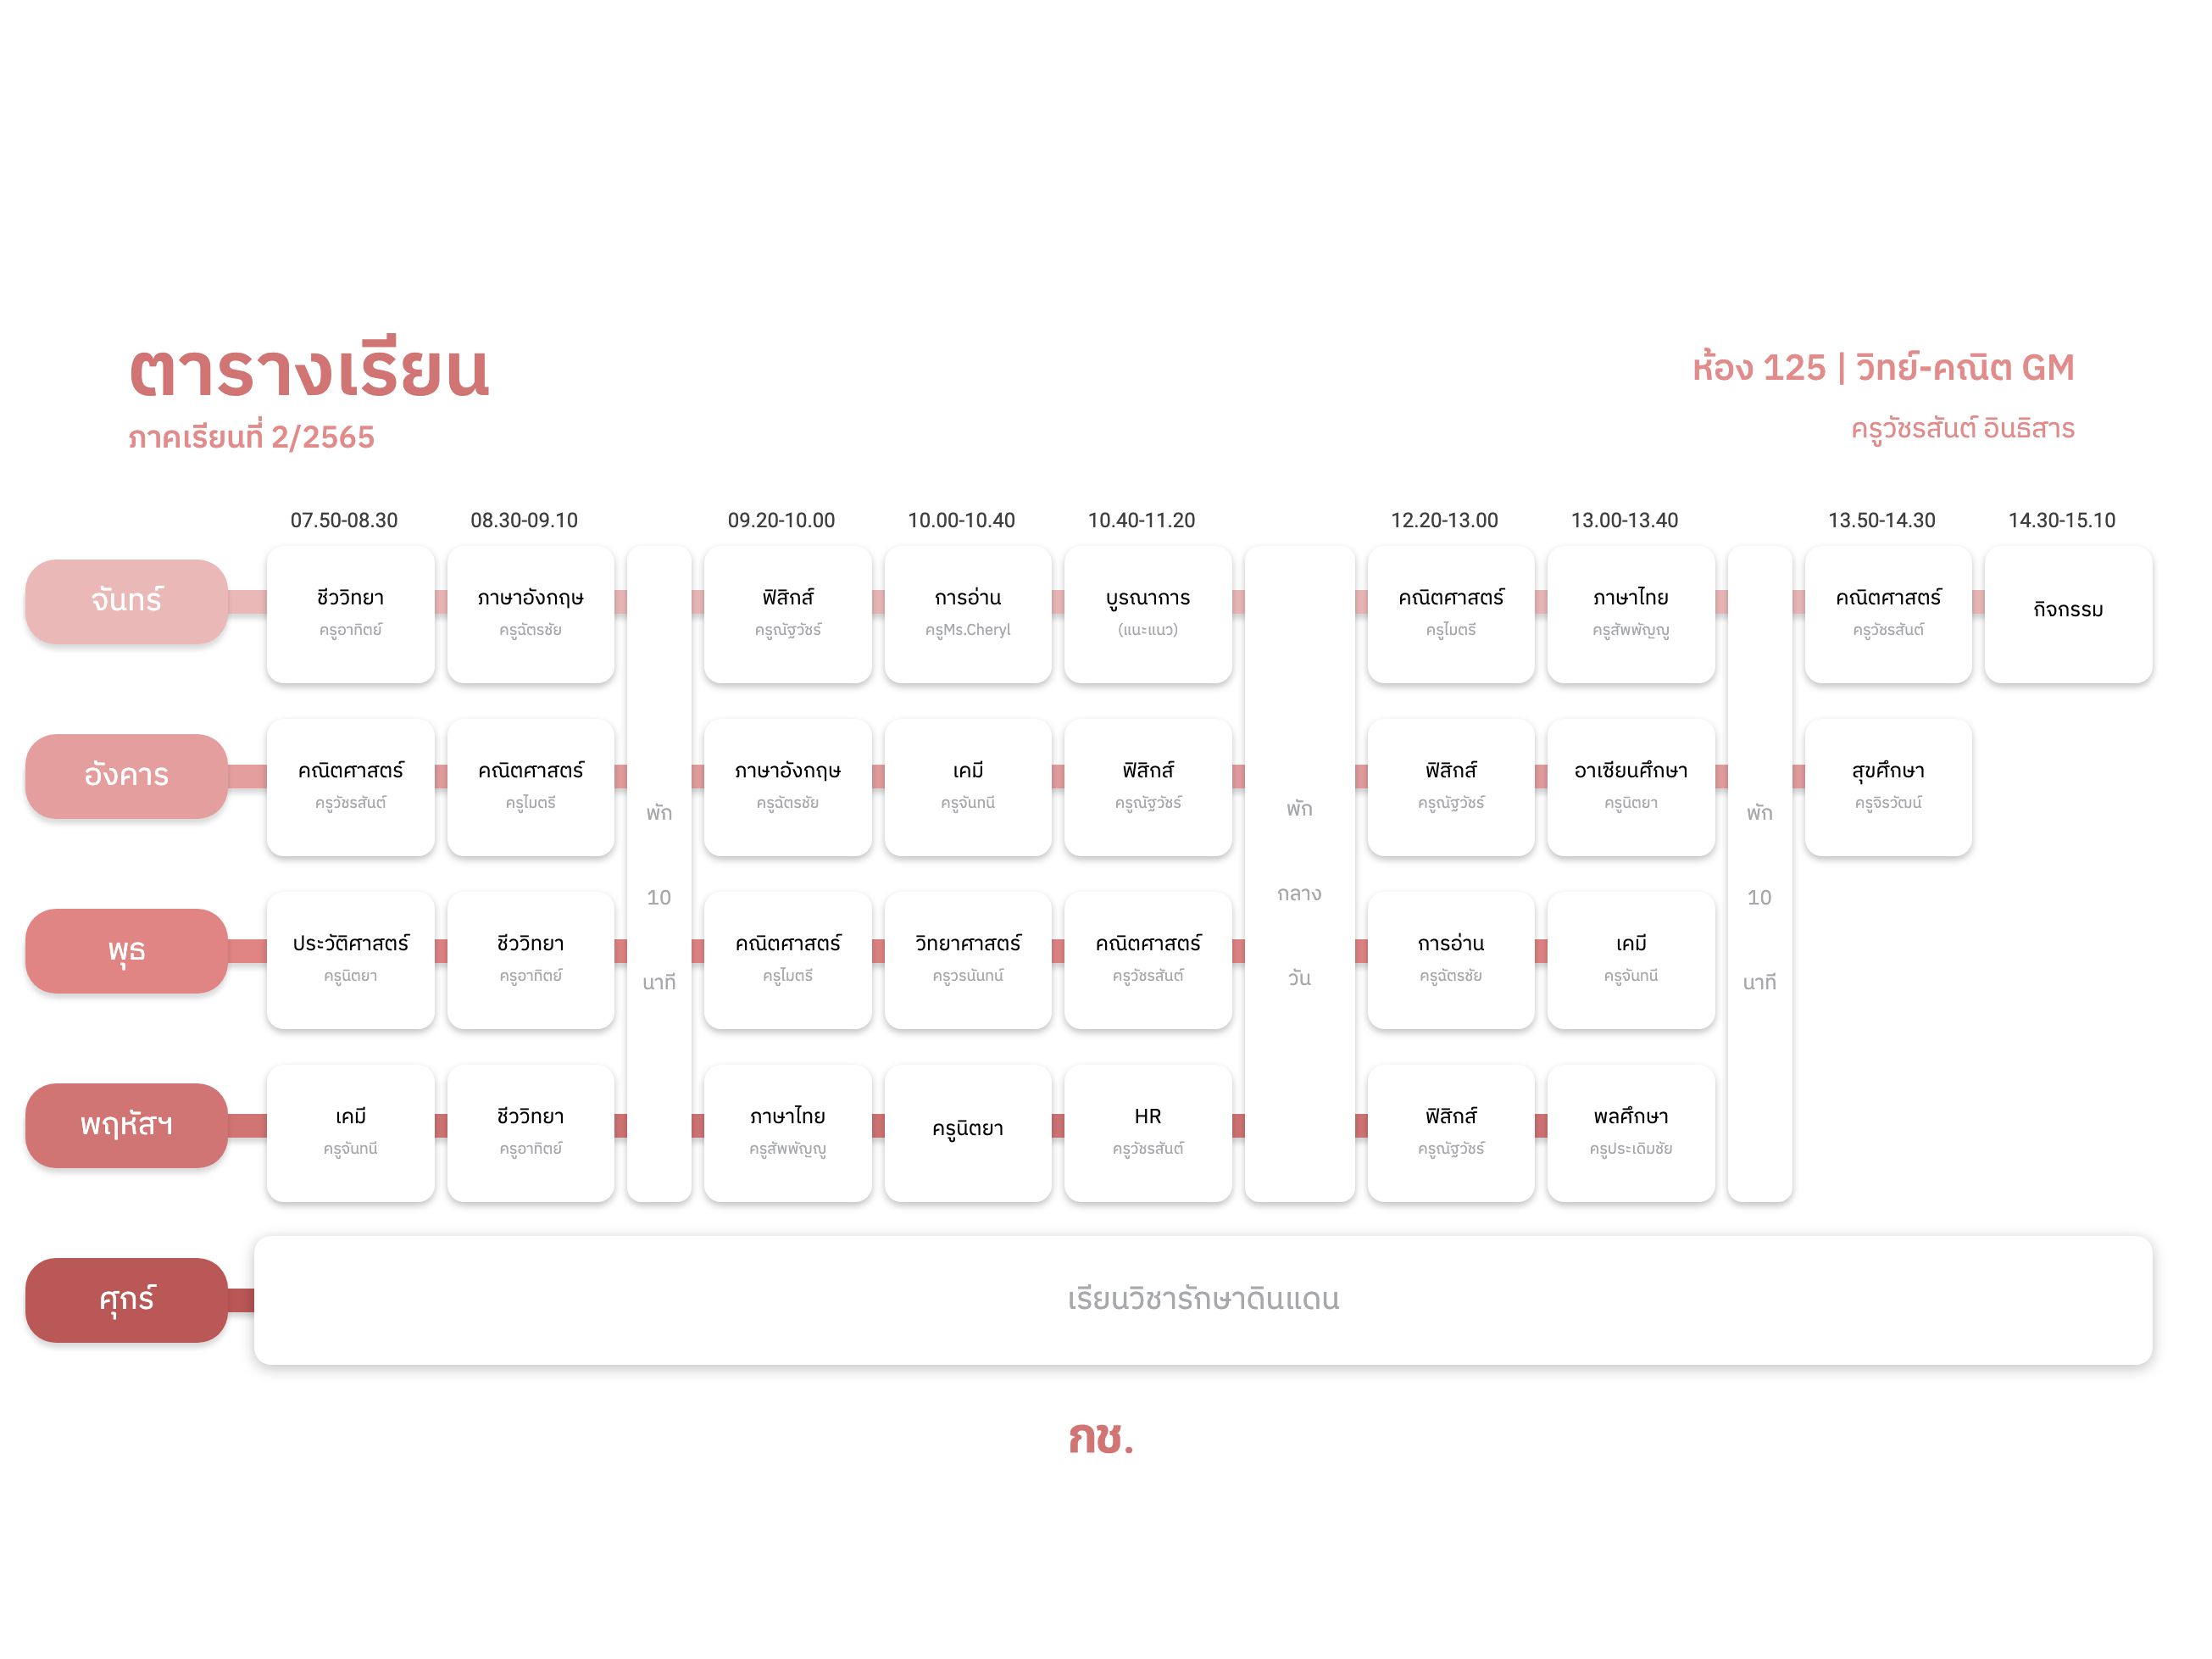 ตารางเรียน
ภาคเรียนที่ 2/2565
ห้อง 125 | วิทย์-คณิต GM
ครูวัชรสันต์ อินธิสาร
07.50-08.30 08.30-09.10 09.20-10.00 10.00-10.40 10.40-11.20 12.20-13.00 13.00-13.40 13.50-14.30 14.30-15.10
จันทร์
ชีววิทยา ภาษาอังกฤษ ฟิสิกส์ การอ่าน บูรณาการ คณิตศาสตร์ ภาษาไทย คณิตศาสตร์ กิจกรรม
ครูอาทิตย์ ครูฉัตรชัย ครูณัฐวัชร์ ครูMs.Cheryl (แนะแนว) ครูไมตรี ครูสัพพัญญู ครูวัชรสันต์
อังคาร
คณิตศาสตร์ คณิตศาสตร์ ภาษาอังกฤษ เคมี ฟิสิกส์ ฟิสิกส์ อาเซียนศึกษา สุขศึกษา
ครูวัชรสันต์ ครูไมตรี ครูฉัตรชัย ครูจันทนี ครูณัฐวัชร์ ครูณัฐวัชร์ ครูนิตยา ครูจิรวัฒน์
พัก
10
นาที
พัก
กลาง
วัน
พัก
10
นาที
พุธ
ประวัติศาสตร์ ชีววิทยา คณิตศาสตร์ วิทยาศาสตร์ คณิตศาสตร์ การอ่าน เคมี
ครูนิตยา ครูอาทิตย์ ครูไมตรี ครูวรนันทน์ ครูวัชรสันต์ ครูฉัตรชัย ครูจันทนี
พฤหัสฯ
เคมี ชีววิทยา ภาษาไทย ครูนิตยา HR ฟิสิกส์ พลศึกษา
ครูจันทนี ครูอาทิตย์ ครูสัพพัญญู ครูวัชรสันต์ ครูณัฐวัชร์ ครูประเดิมชัย
ศุกร์
เรียนวิชารักษาดินแดน
กช.